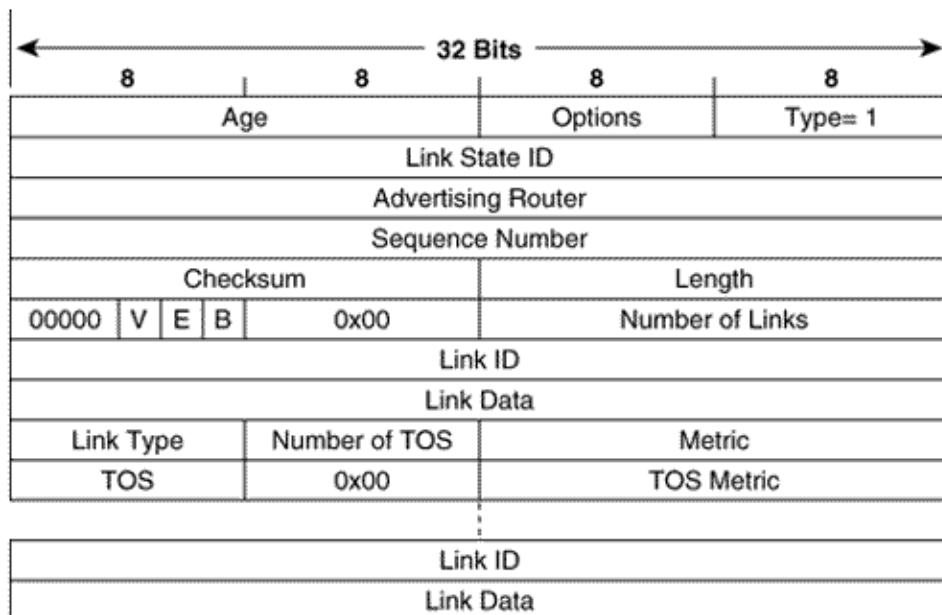 32 Bits
8 8 8 8
Age Options Type= 1
Link State ID
Advertising Router
Sequence Number
Checksum Length
00000 V E B 0x00 Number of Links
Link ID
Link Data
Link Type Number of TOS Metric
TOS 0x00 TOS Metric
Link ID
Link Data